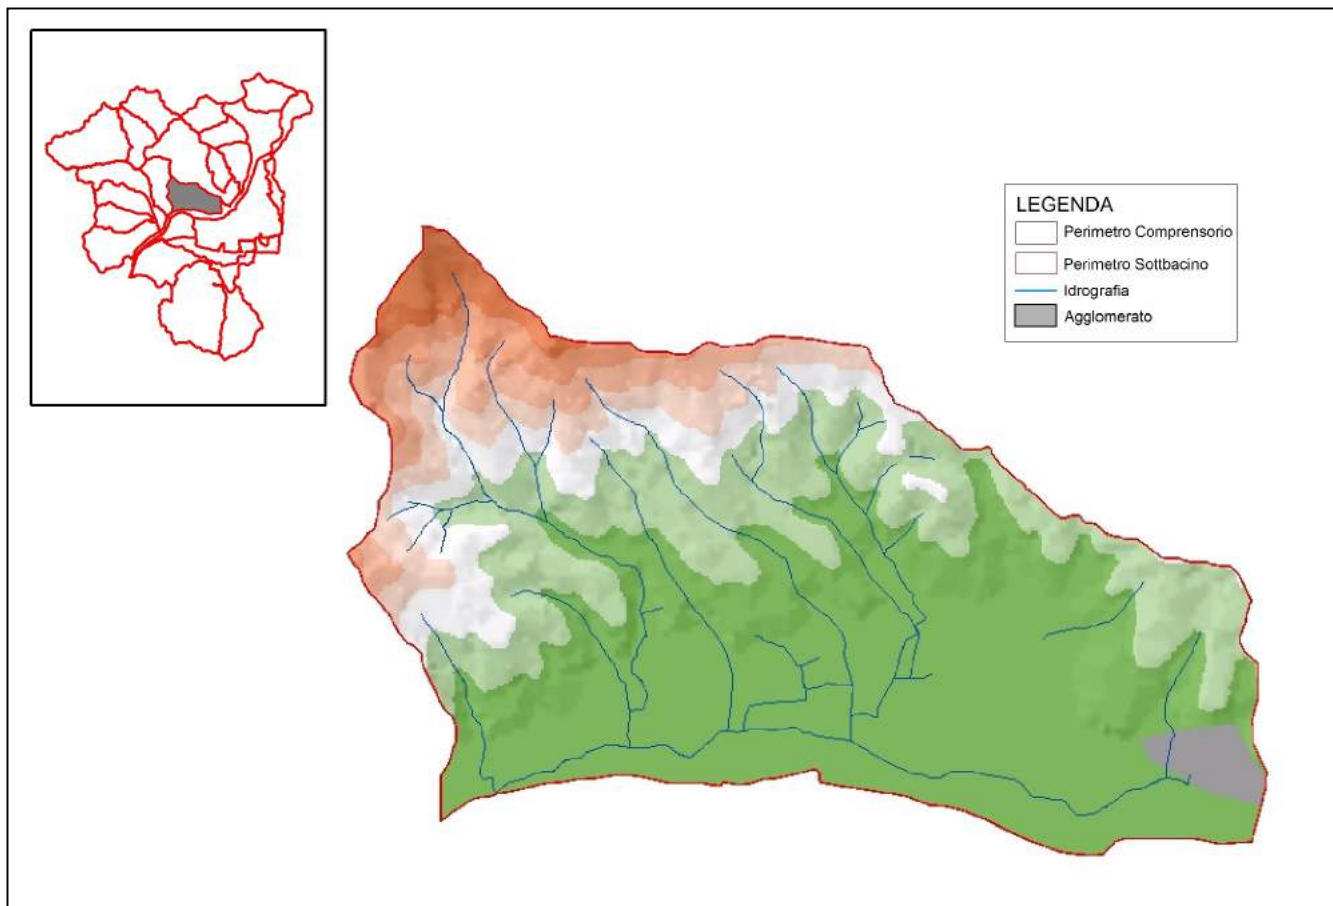 LEGENDA
Perimetro Comprensorio
Perimetro Sottbacino
Idrografia
Agglomerato